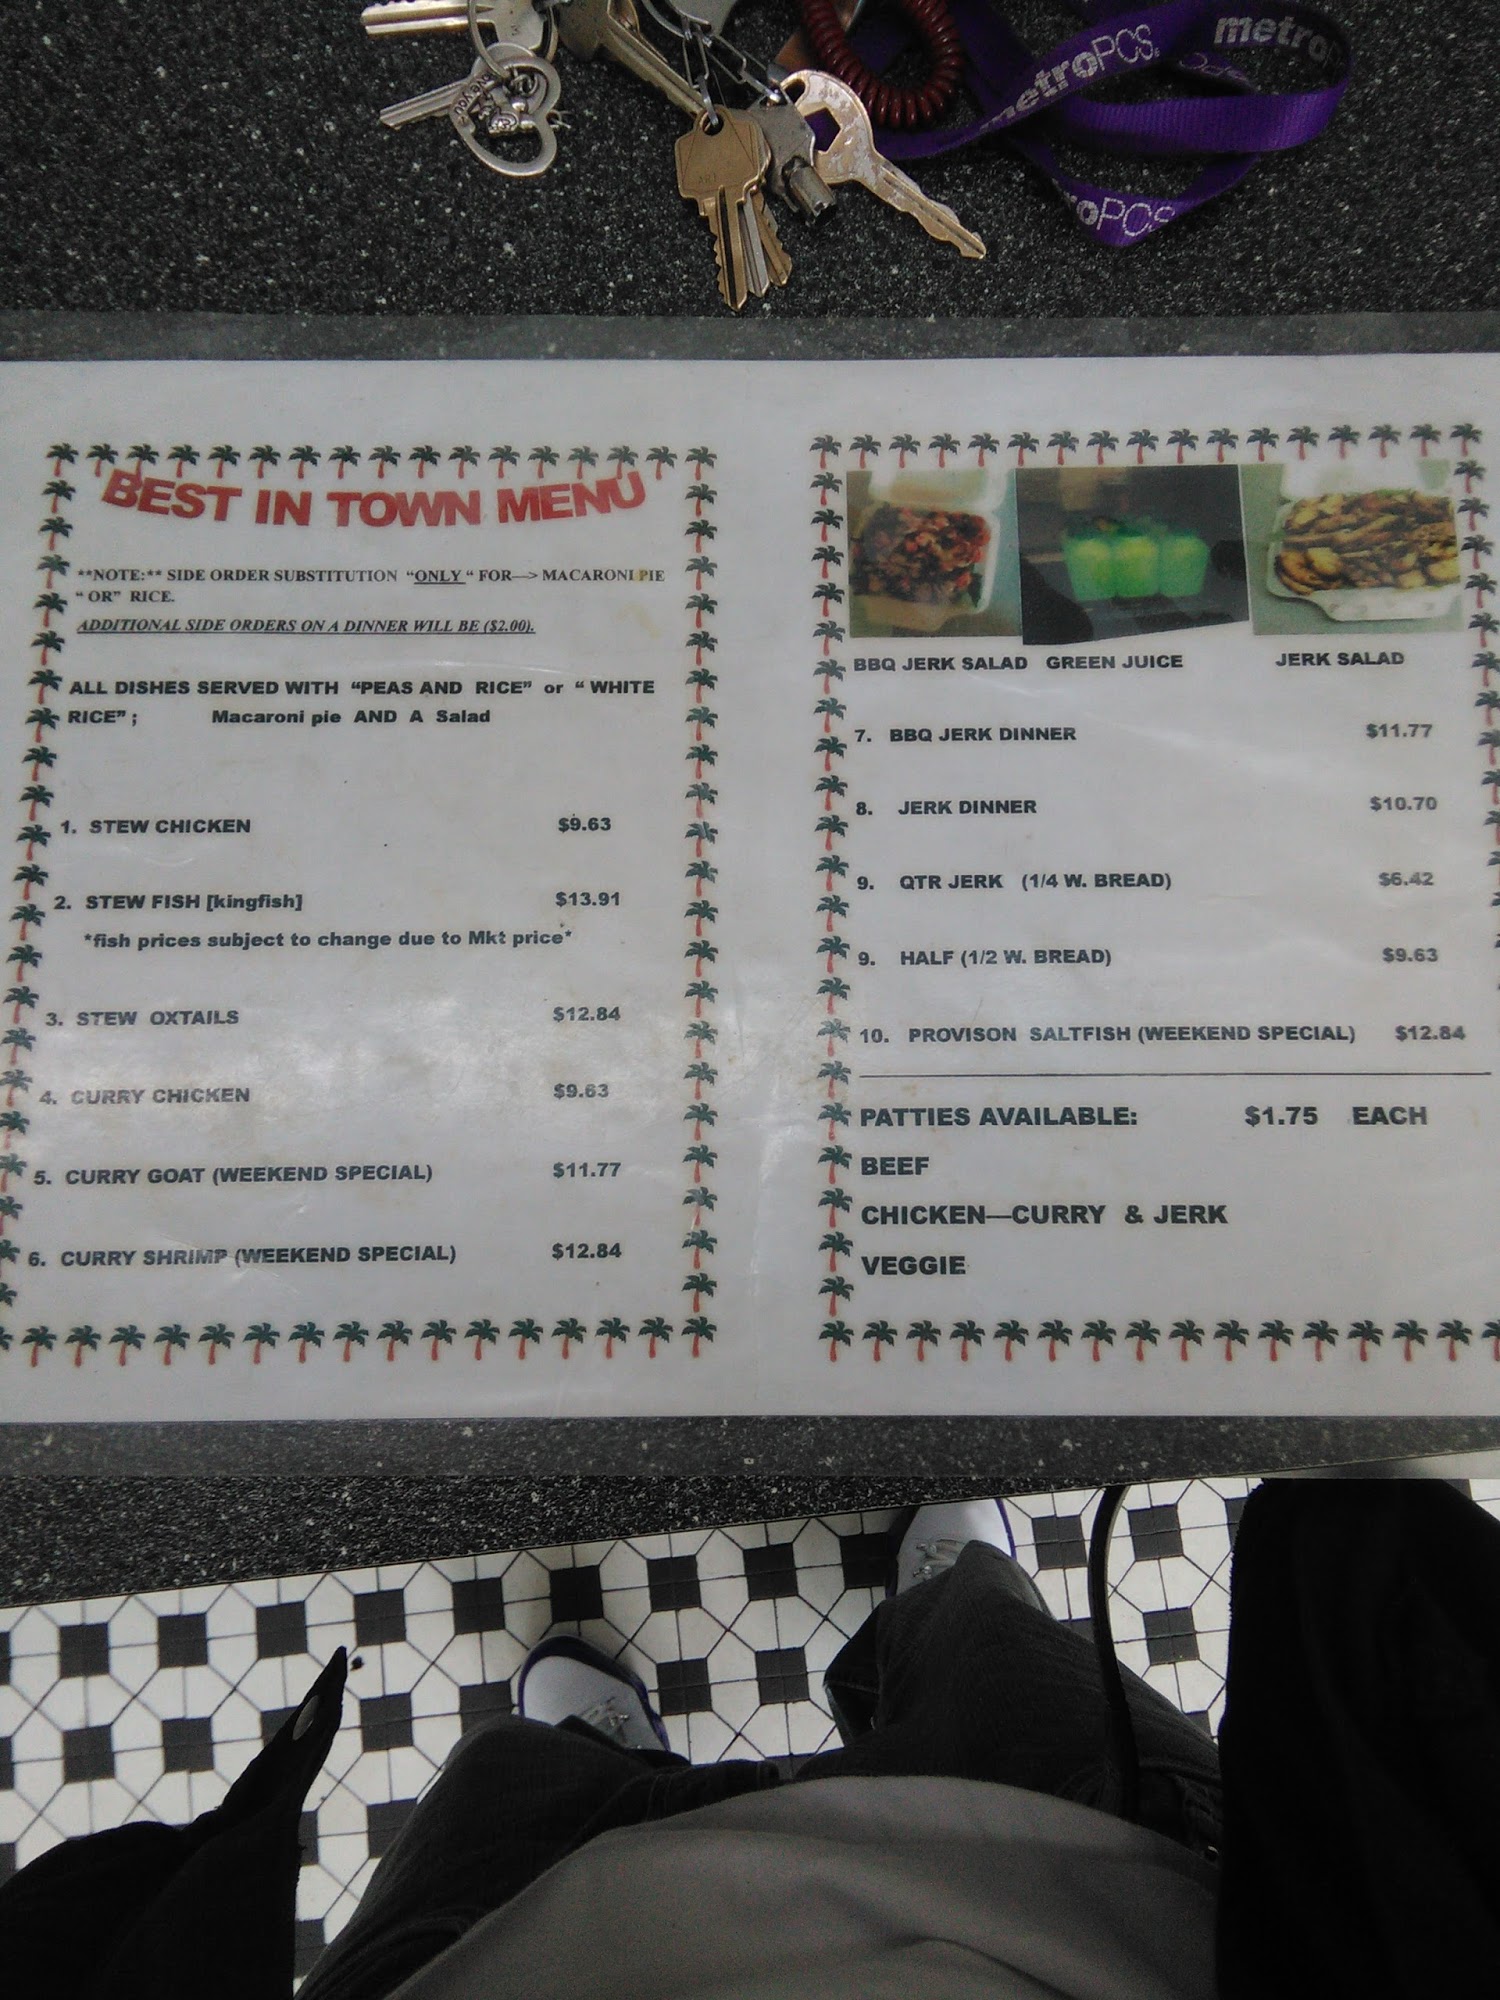 metroPCS
metro
PCS
roPCS
BEST IN TOWN MENU
**NOTE:** SIDE ORDER SUBSTITUTION "ONLY " FOR---> MACARONI PIE
" OR" RICE.
ADDITIONAL SIDE ORDERS ON A DINNER WILL BE ($2.00).
ALL DISHES SERVED WITH "PEAS AND RICE" or " WHITE
RICE" ; Macaroni pie AND A Salad
1. STEW CHICKEN $9.63
2. STEW FISH [kingfish] $13.91
*fish prices subject to change due to Mkt price*
3. STEW OXTAILS $12.84
4. CURRY CHICKEN $9.63
5. CURRY GOAT (WEEKEND SPECIAL) $11.77
6. CURRY SHRIMP (WEEKEND SPECIAL) $12.84
BBQ JERK SALAD GREEN JUICE JERK SALAD
7. BBQ JERK DINNER $11.77
8. JERK DINNER $10.70
9. QTR JERK (1/4 W. BREAD) $6.42
9. HALF (1/2 W. BREAD) $9.63
10. PROVISON SALTFISH (WEEKEND SPECIAL) $12.84
PATTIES AVAILABLE: $1.75 EACH
BEEF
CHICKEN—CURRY & JERK
VEGGIE